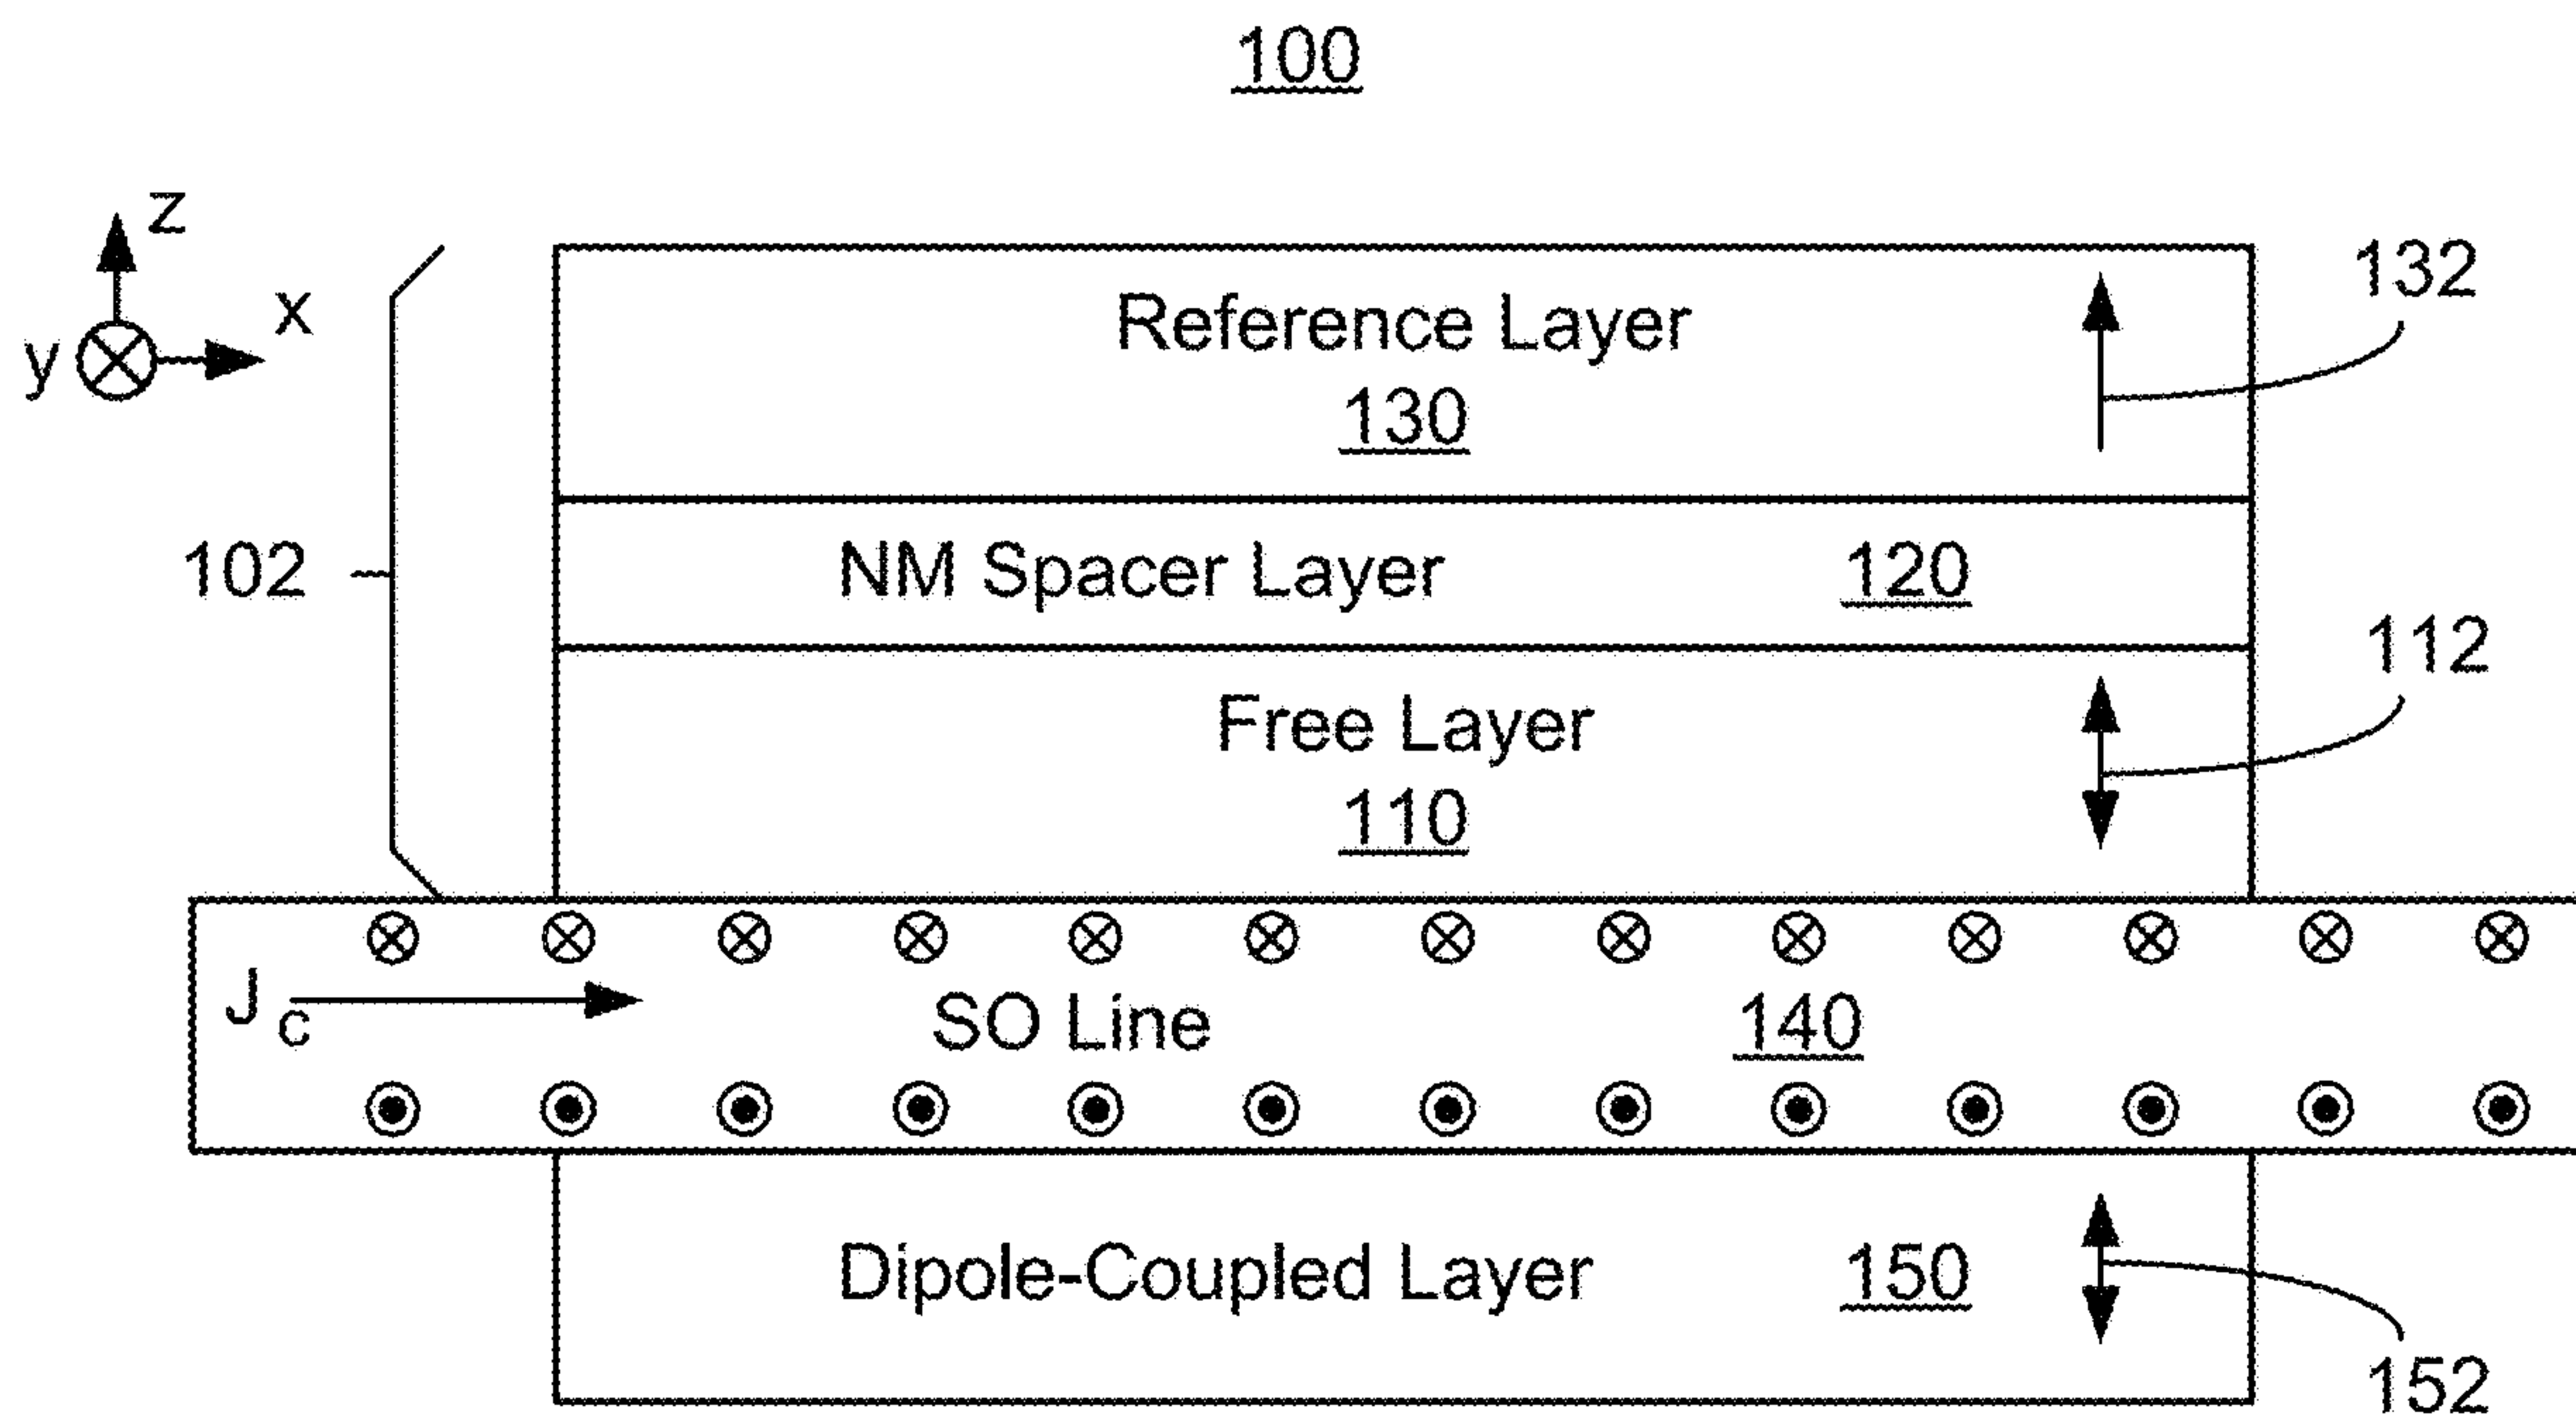 100
z
x
y
Reference Layer
130
132
102
NM Spacer Layer 120
112
Free Layer
110
Jc
SO Line 140
Dipole-Coupled Layer 150
152